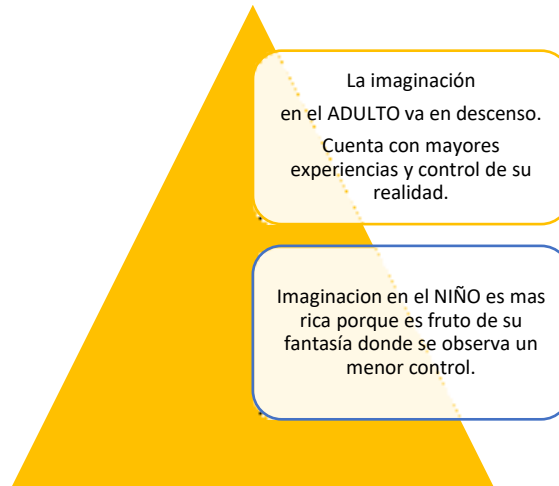 La imaginación
en el ADULTO va en descenso.
Cuenta con mayores
experiencias y control de su
realidad.
Imaginacion en el NIÑO es mas
rica porque es fruto de su
fantasía donde se observa un
menor control.